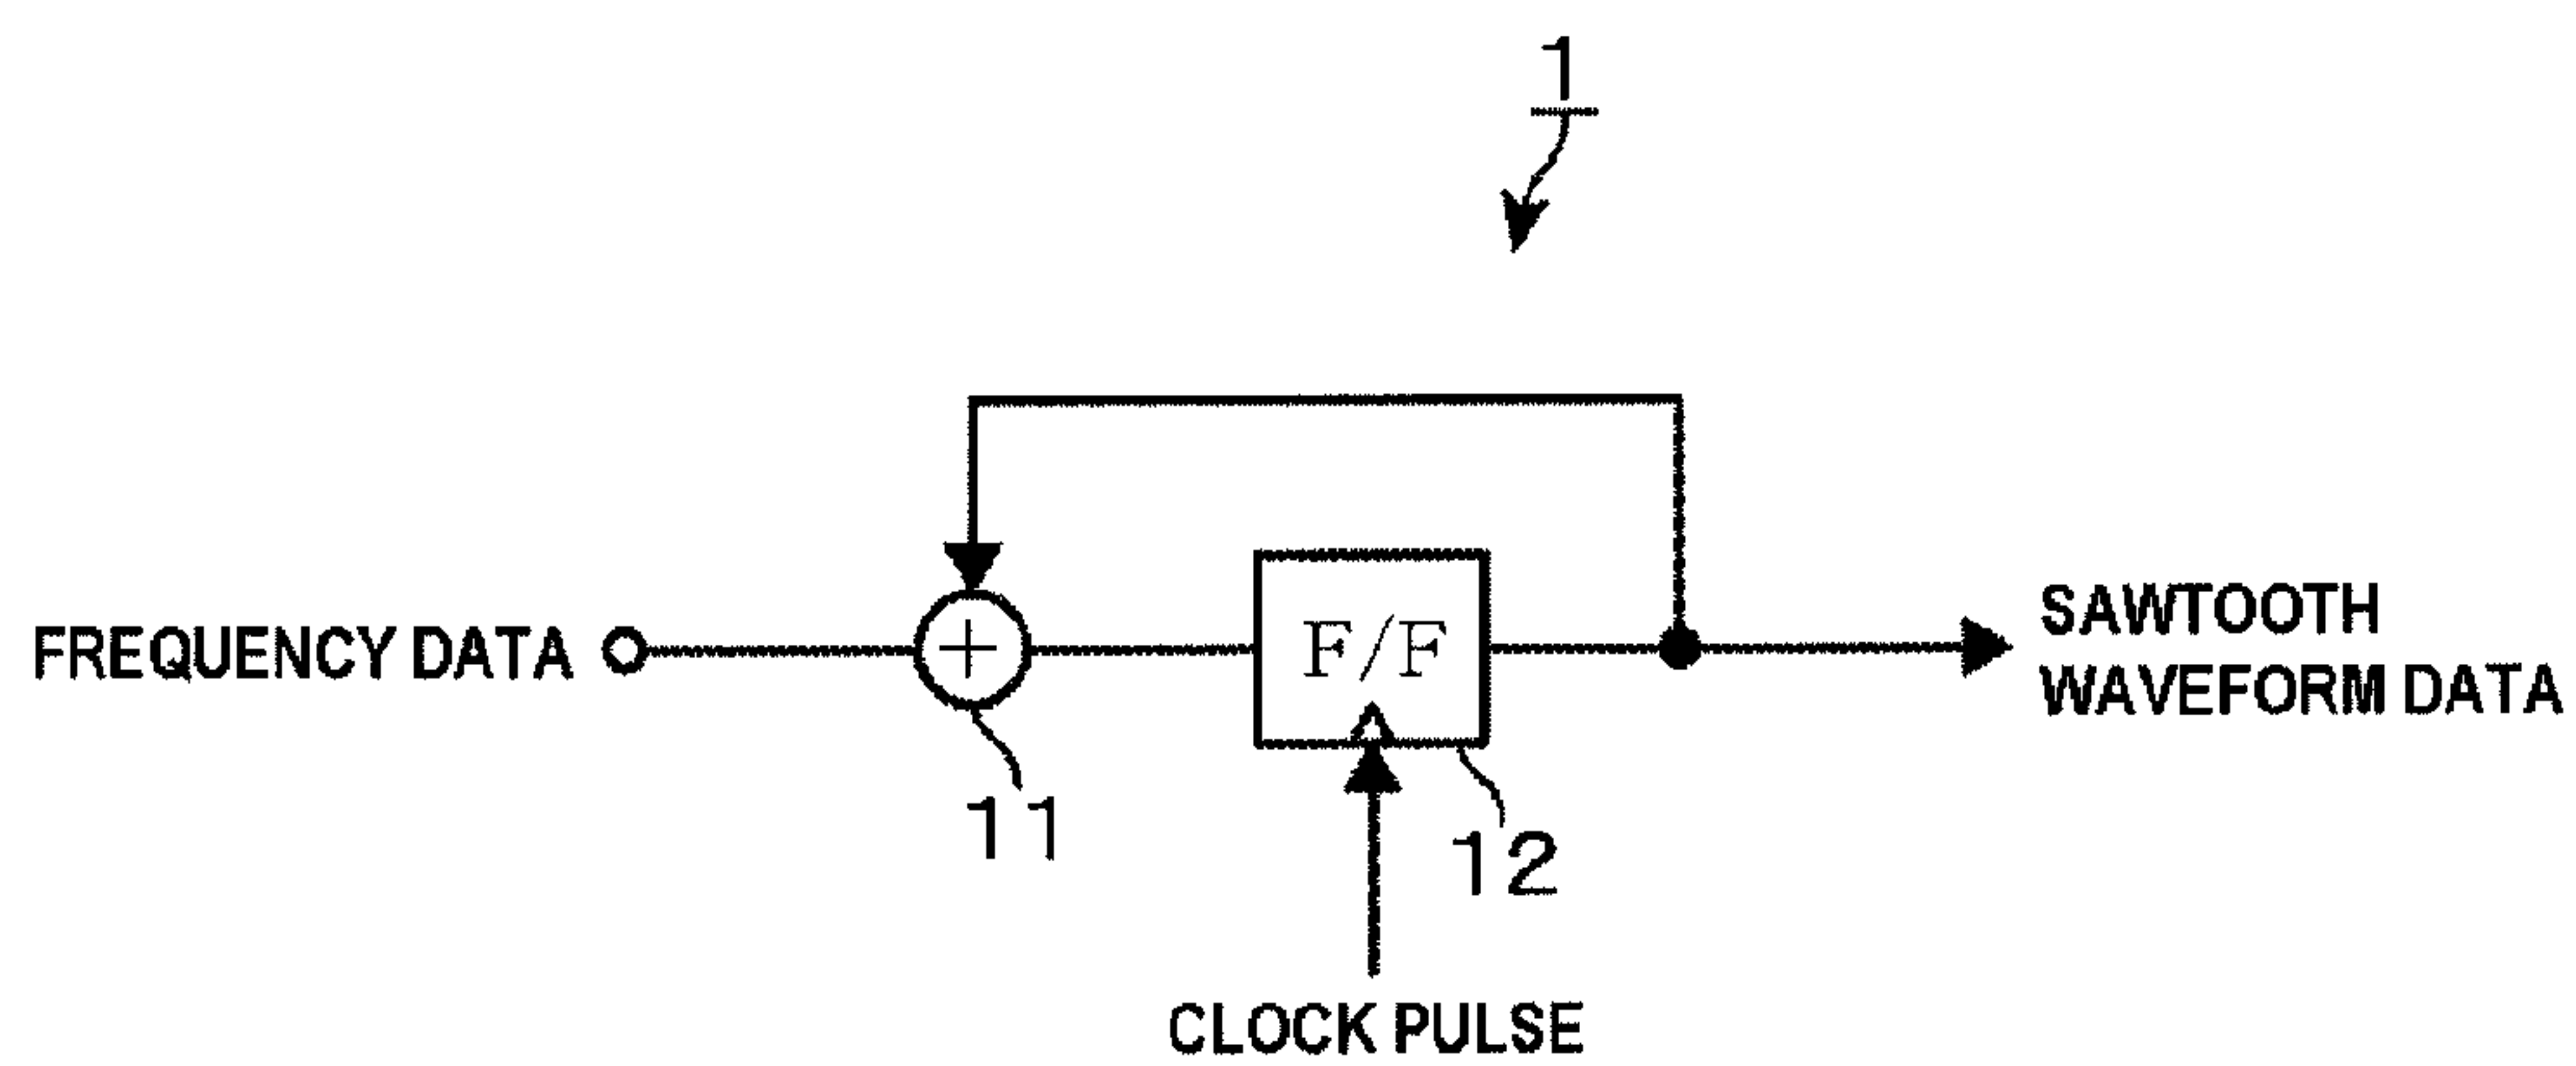 1
FREQUENCY DATA
+
F/F
SAWTOOTH
WAVEFORM DATA
11
12
CLOCK PULSE